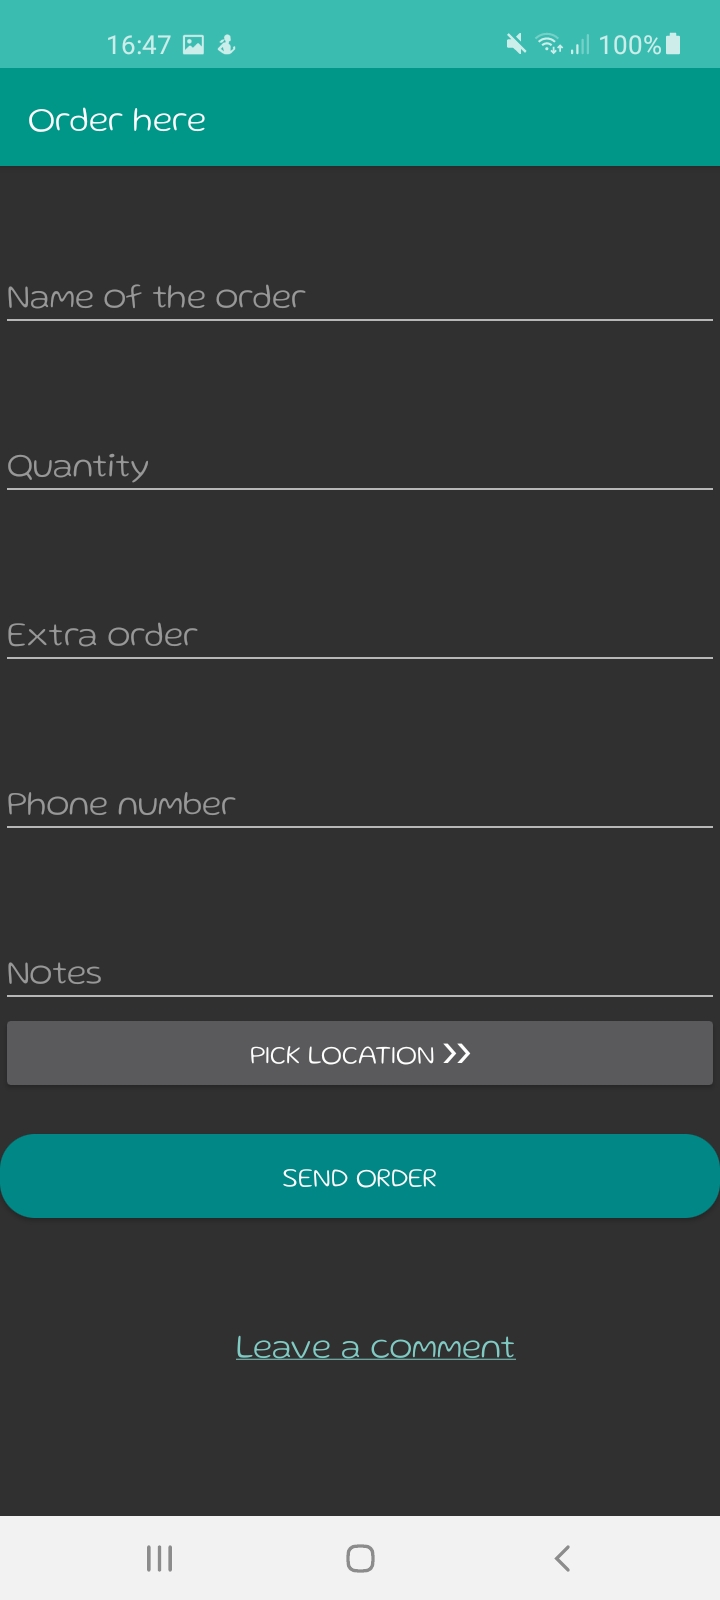 16:47 100%
Order here
Name of the order
Quantity
Extra order
Phone number
Notes
PICK LOCATION »
SEND ORDER
Leave a comment